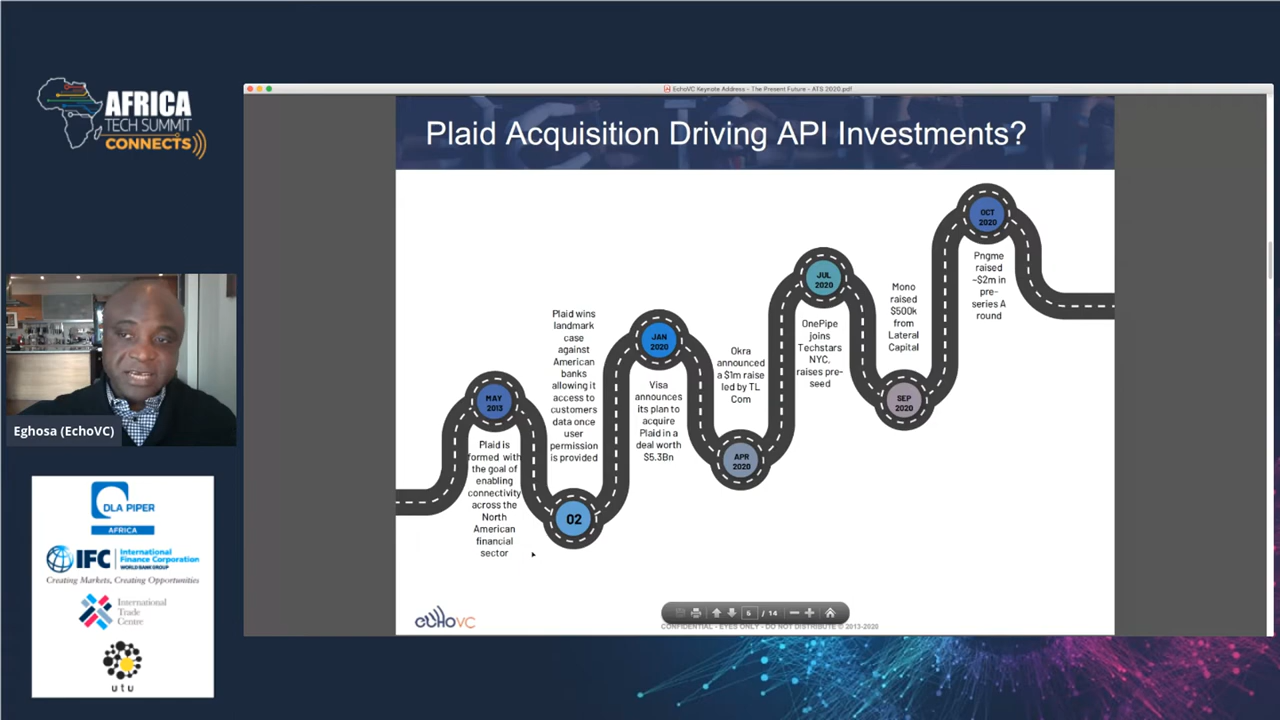 AFRICA
TECH SUMMIT
CONNECTS
EchoVC Keynote Address - The Present Future - ATS 2020.pdf
Plaid Acquisition Driving API Investments?
MAY
2013
Plaid is
formed with
the goal of
enabling
connectivity
across the
North
American
financial
sector
Plaid wins
landmark
case
against
American
banks
allowing it
access to
customers
data once
user
permission
is provided
02
JAN
2020
Visa
announces
its plan to
acquire
Plaid in a
deal worth
$5.3Bn
Okra
announced
a $1m raise
led by TL
Com
APR
2020
JUL
2020
OnePipe
joins
Techstars
NYC,
raises pre-
seed
Mono
raised
$500k
from
Lateral
Capital
SEP
2020
OCT
2020
Pngme
raised
~$2m in
pre-
series A
round
Eghosa (EchoVC)
DLA PIPER
AFRICA
IFC International
Finance Corporation
WORLD BANK GROUP
Creating Markets, Creating Opportunities
International
Trade
Centre
utu
echoVC
6 / 14
CONFIDENTIAL - EYES ONLY - DO NOT DISTRIBUTE © 2013-2020